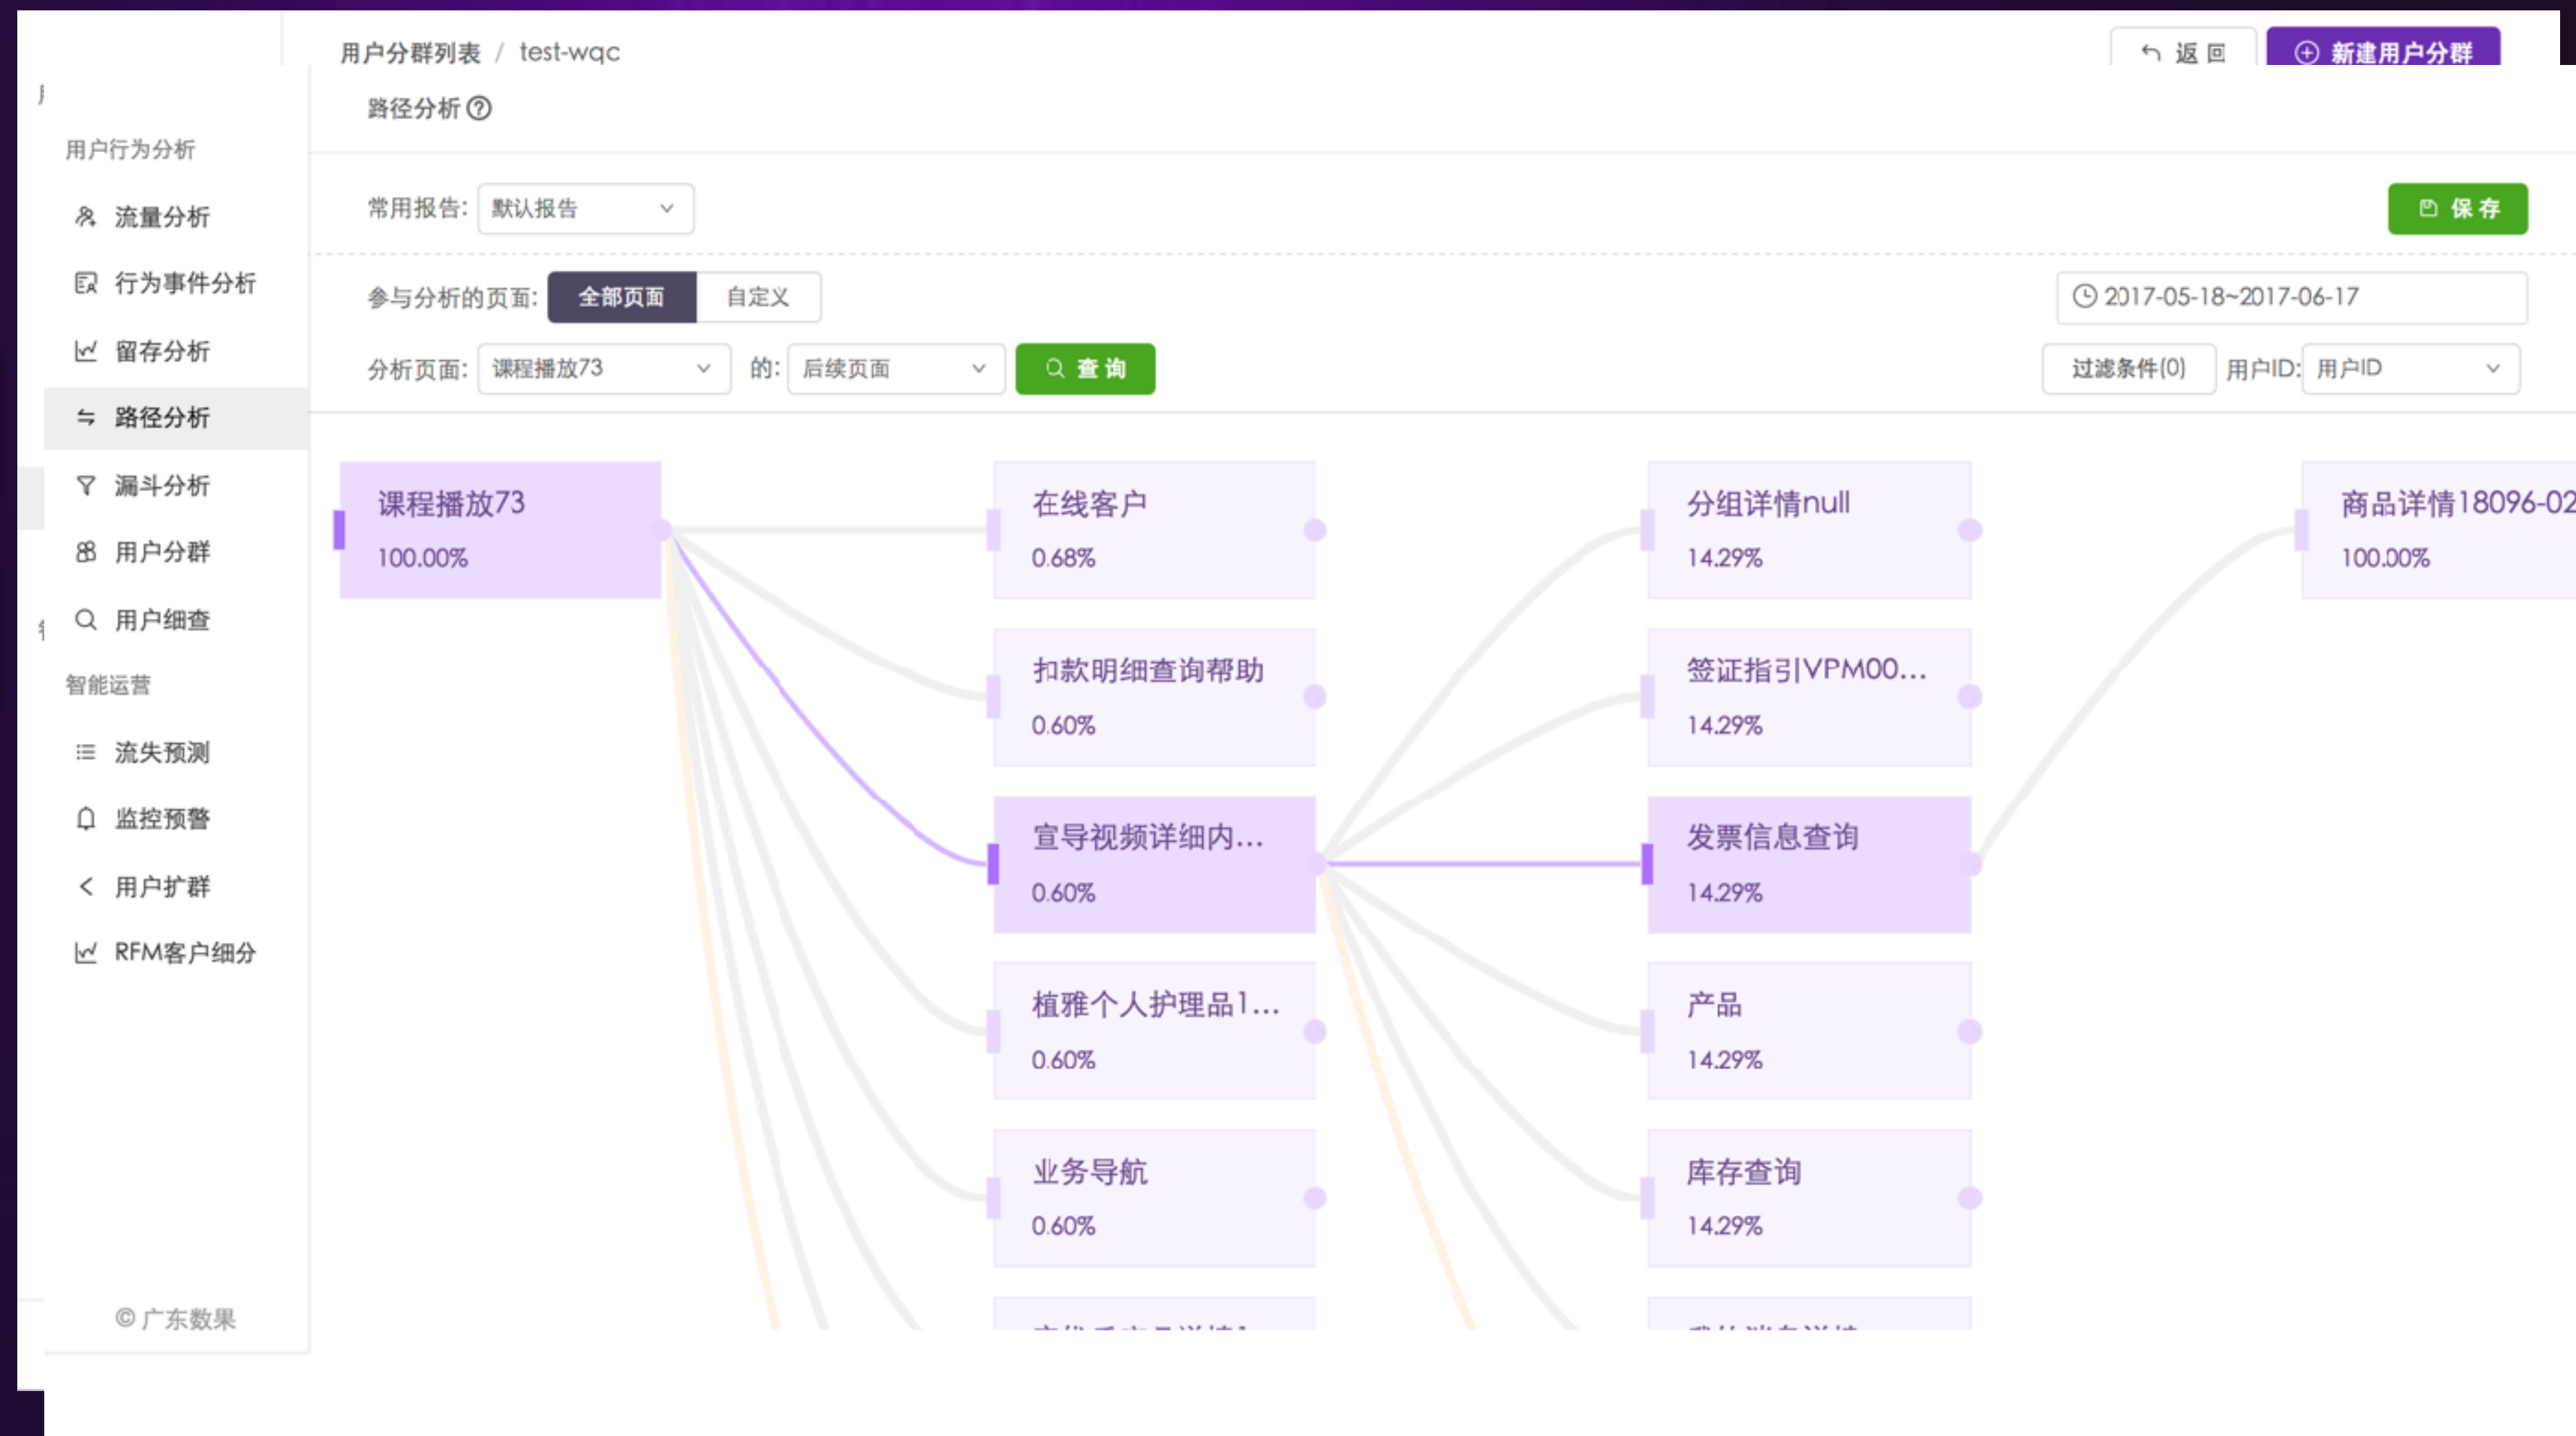 用户分群列表 / test-wqc
返回
新建用户分群
路径分析
用户行为分析
流量分析
行为事件分析
留存分析
路径分析
漏斗分析
用户分群
用户细查
智能运营
流失预测
监控预警
用户扩群
RFM客户细分
© 广东数果
常用报告: 默认报告
保存
参与分析的页面: 全部页面 自定义
2017-05-18~2017-06-17
分析页面: 课程播放73 的: 后续页面 查询
过滤条件(0) 用户ID: 用户ID
课程播放73
100.00%
在线客户
0.68%
扣款明细查询帮助
0.60%
宣导视频详细内...
0.60%
植雅个人护理品1...
0.60%
业务导航
0.60%
分组详情null
14.29%
签证指引VPM00...
14.29%
发票信息查询
14.29%
产品
14.29%
库存查询
14.29%
商品详情18096-02
100.00%